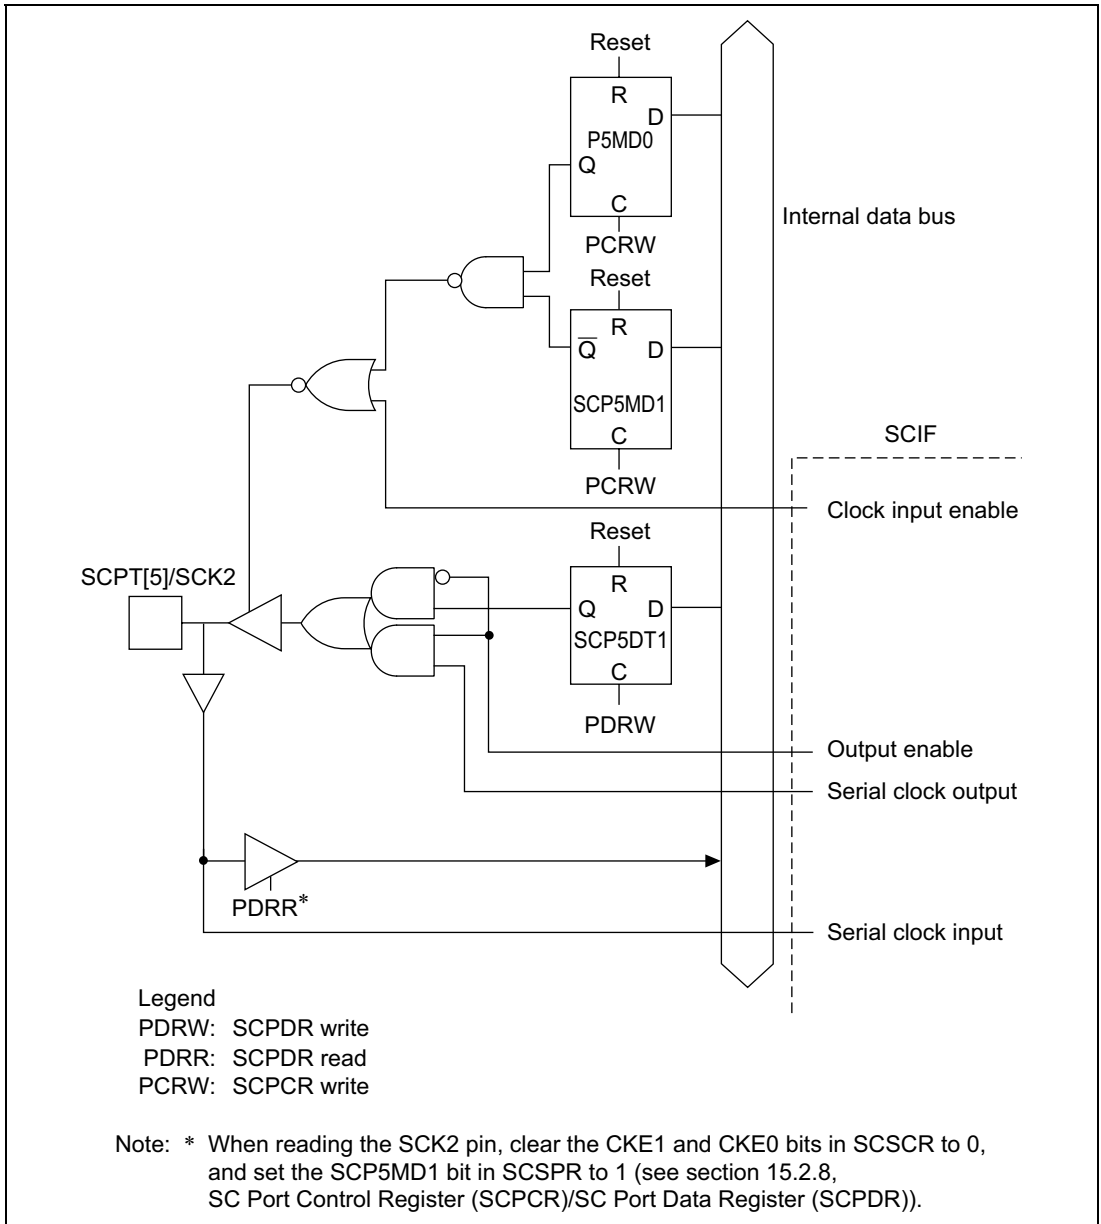 Reset
R
D
P5MD0
Q
C
PCRW
Internal data bus
Reset
R
Q̅ D
SCP5MD1
C
PCRW
SCIF
Clock input enable
Reset
SCPT[5]/SCK2
R
Q D
SCP5DT1
C
PDRW
Output enable
Serial clock output
PDRR*
Serial clock input
Legend
PDRW: SCPDR write
PDRR: SCPDR read
PCRW: SCPCR write
Note: * When reading the SCK2 pin, clear the CKE1 and CKE0 bits in SCSCR to 0,
and set the SCP5MD1 bit in SCSPR to 1 (see section 15.2.8,
SC Port Control Register (SCPCR)/SC Port Data Register (SCPDR)).